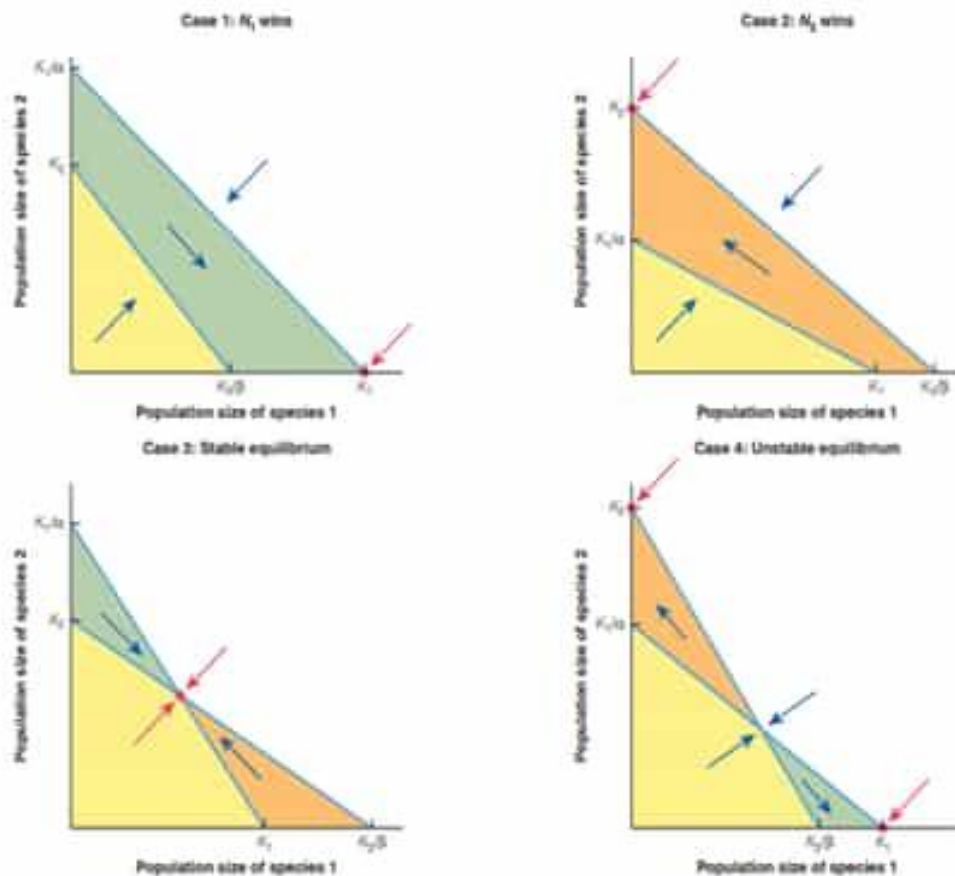 Case 1: N₁ wins
Case 2: N₂ wins
K₁/α
K₂
Population size of species 2
K₂/β
K₁
Population size of species 1
K₂
K₁/α
Population size of species 2
K₁
K₂/β
Population size of species 1
Case 3: Stable equilibrium
Case 4: Unstable equilibrium
K₁/α
K₂
Population size of species 2
K₁
K₂/β
Population size of species 1
K₂
K₁/α
Population size of species 2
K₂/β
K₁
Population size of species 1